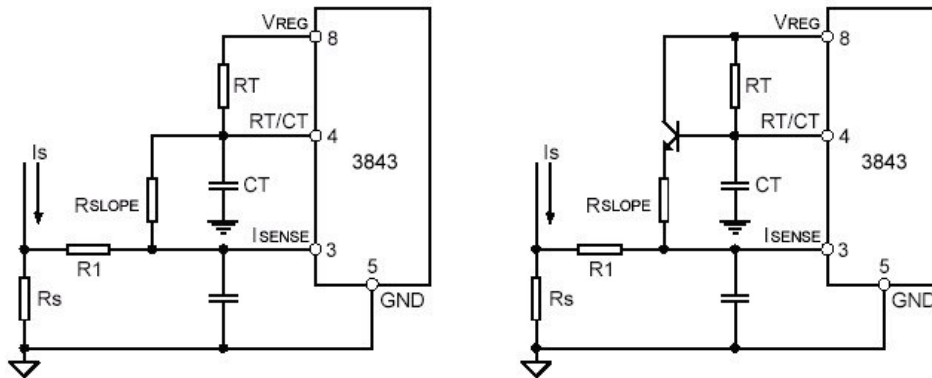 VREG
8
RT
RT/CT
4
3843
Is
CT
RSLOPE
ISENSE
3
R1
5
GND
Rs
VREG
8
RT
RT/CT
4
3843
Is
CT
RSLOPE
ISENSE
3
R1
5
GND
Rs